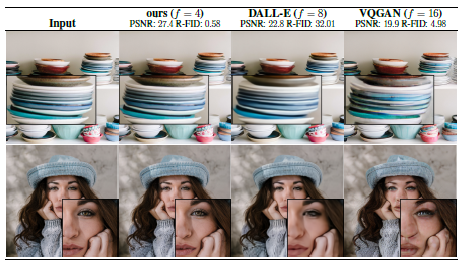 Input
ours (f = 4)
PSNR: 27.4 R-FID: 0.58
DALL-E (f = 8)
PSNR: 22.8 R-FID: 32.01
VQGAN (f = 16)
PSNR: 19.9 R-FID: 4.98